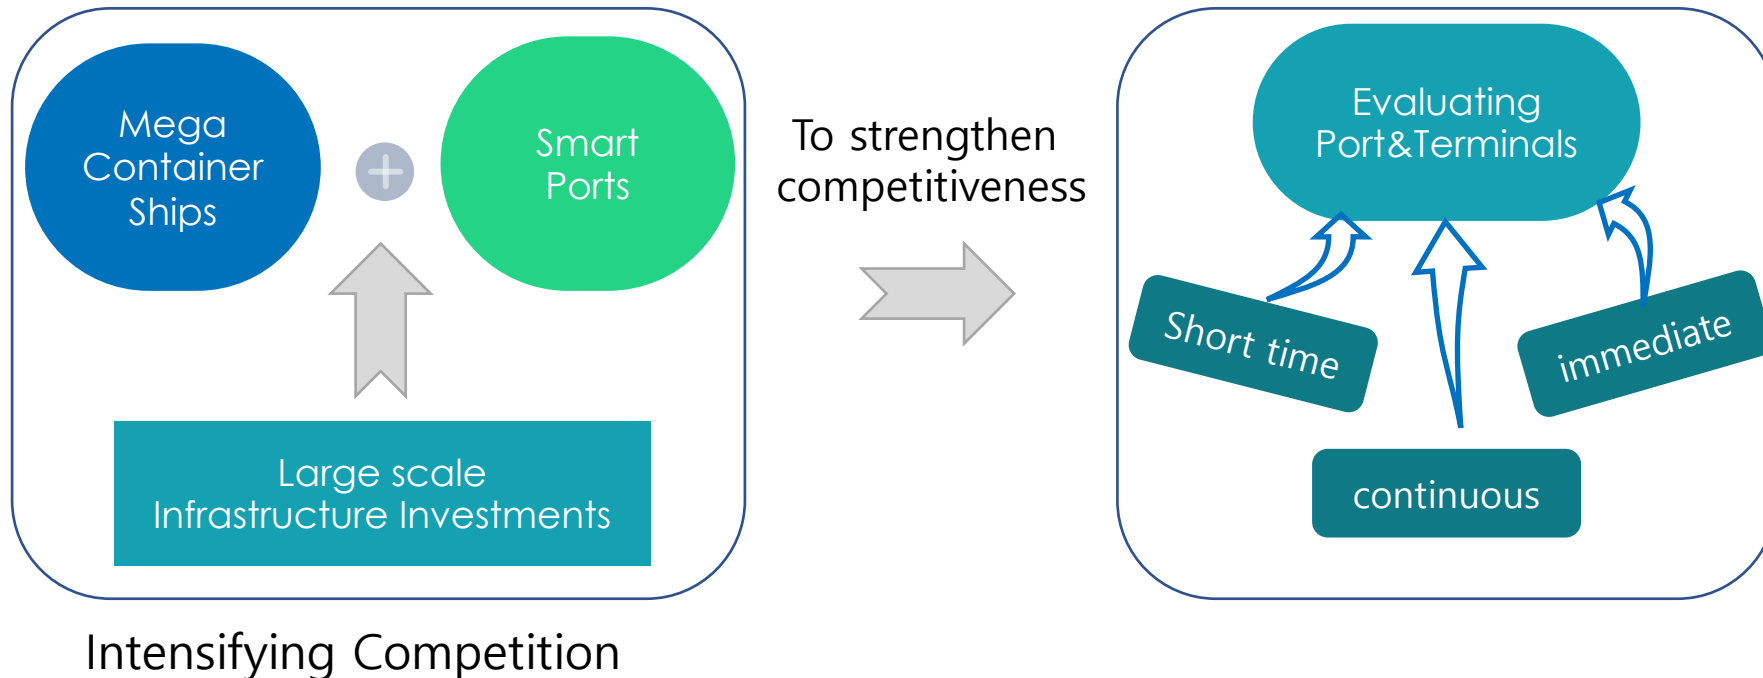 Mega
Container
Ships
Smart
Ports
Large scale
Infrastructure Investments
Intensifying Competition
To strengthen
competitiveness
Evaluating
Port&Terminals
Short time
immediate
continuous